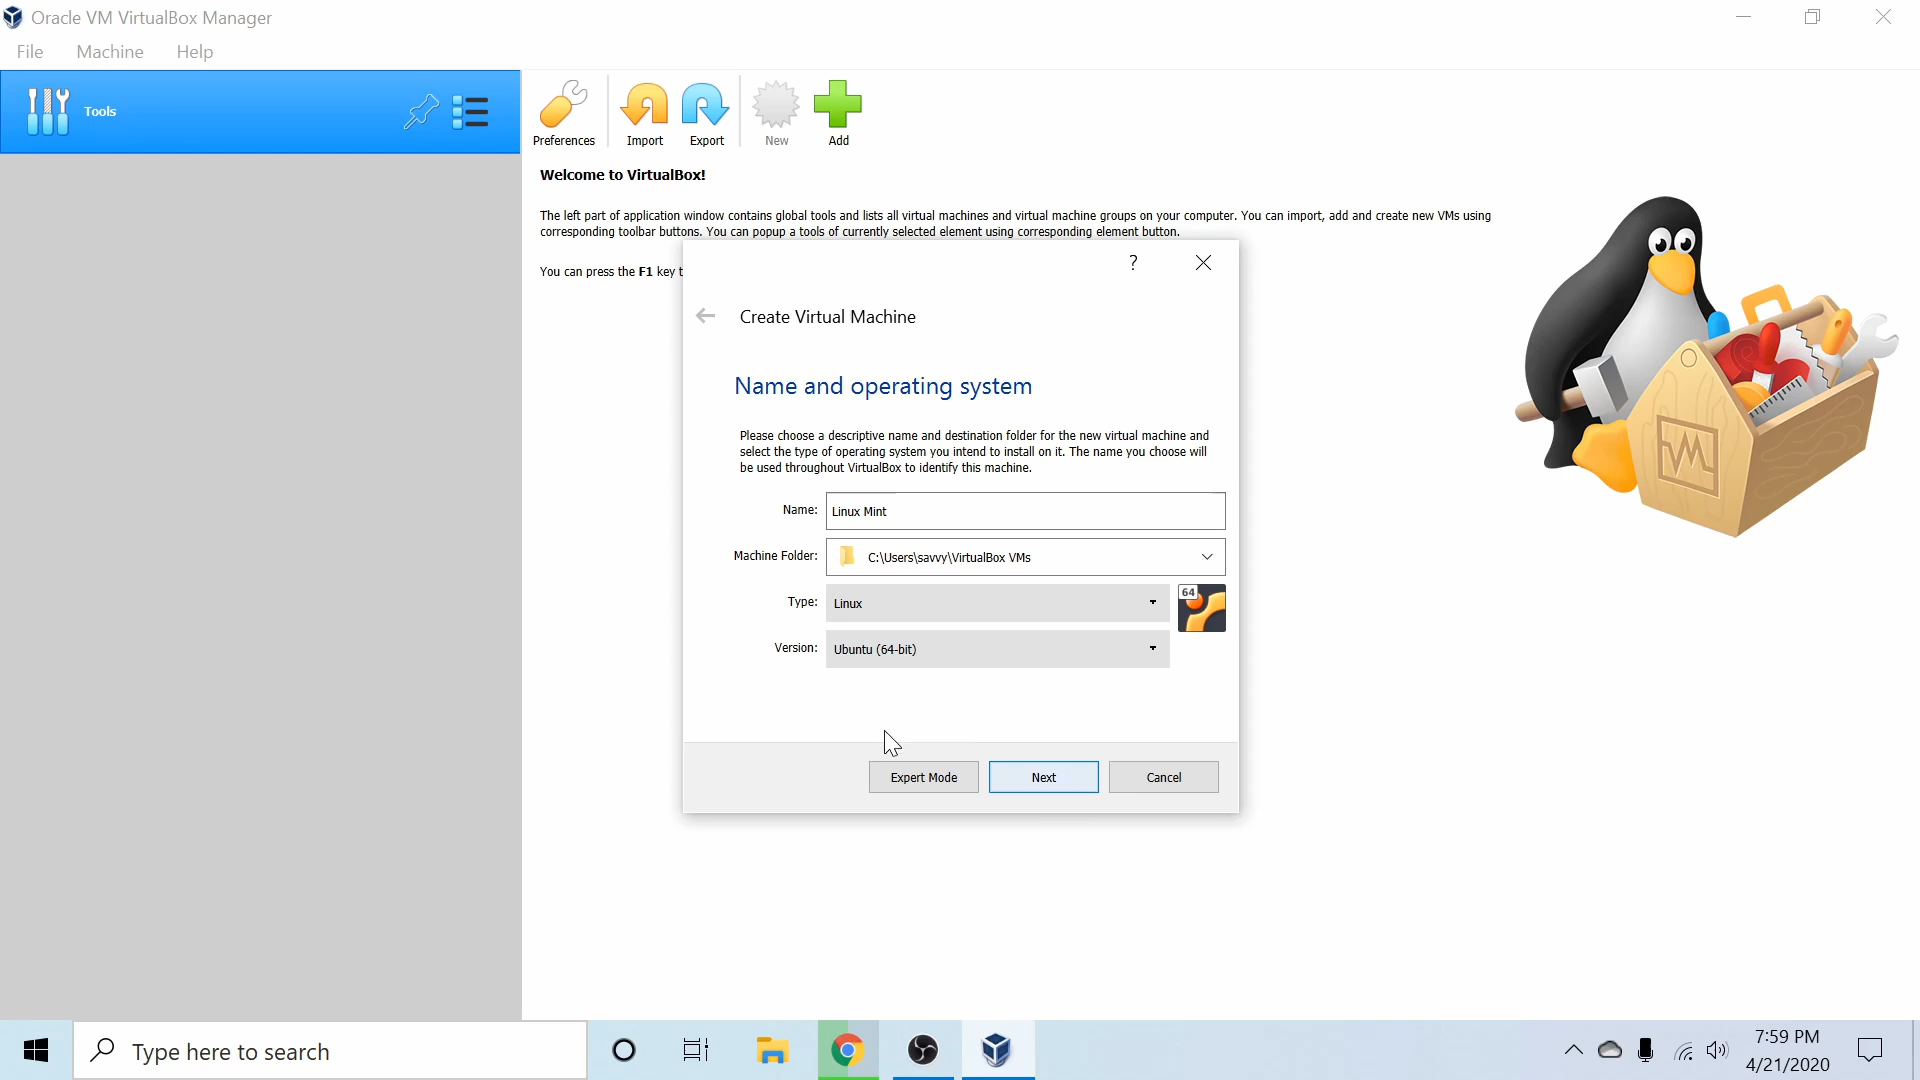 Oracle VM VirtualBox Manager
File Machine Help
Tools
Preferences Import Export New Add
Welcome to VirtualBox!
The left part of application window contains global tools and lists all virtual machines and virtual machine groups on your computer. You can import, add and create new VMs using
corresponding toolbar buttons. You can popup a tools of currently selected element using corresponding element button.
You can press the F1 key t
?
Create Virtual Machine
Name and operating system
Please choose a descriptive name and destination folder for the new virtual machine and
select the type of operating system you intend to install on it. The name you choose will
be used throughout VirtualBox to identify this machine.
Name: Linux Mint
Machine Folder: C:\Users\savvy\VirtualBox VMs
Type: Linux
64
Version: Ubuntu (64-bit)
Expert Mode Next Cancel
Type here to search
7:59 PM
4/21/2020